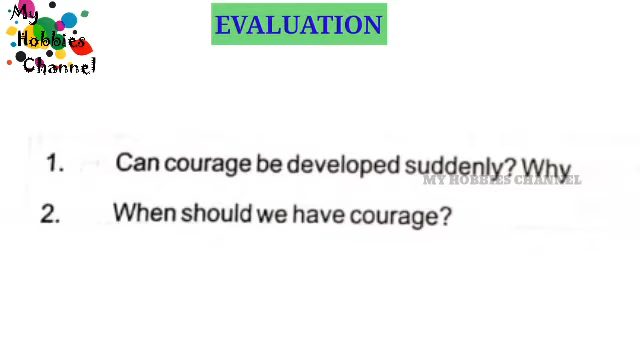 My
Hobbies
Channel
EVALUATION
1. Can courage be developed suddenly? Why
MY HOBBIES CHANNEL
2. When should we have courage?